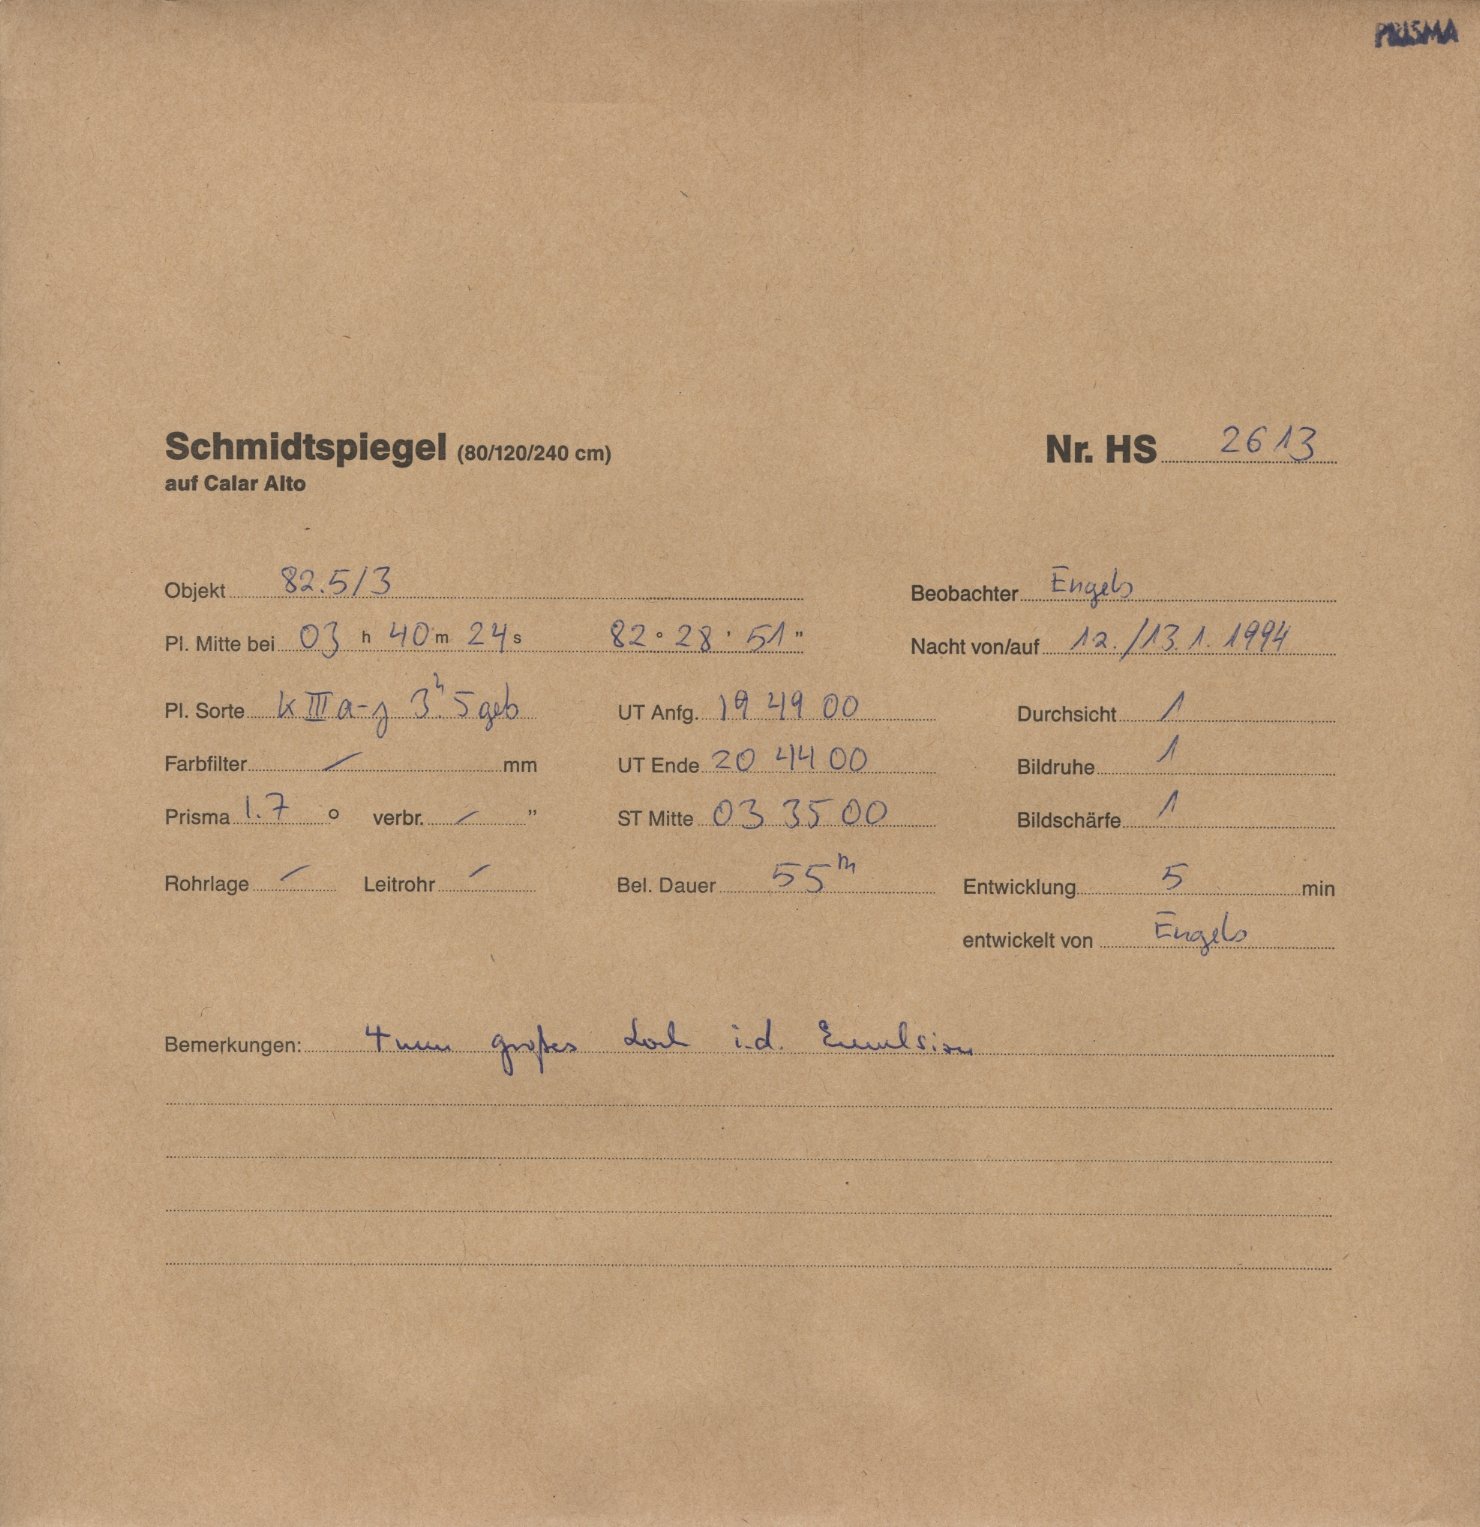 PRISMA
Schmidtspiegel (80/120/240 cm)
auf Calar Alto
Nr. HS 2613
Objekt 82.5/3
Beobachter Engels
Pl. Mitte bei 03 h 40 m 24 s 82 ° 28 ' 51 "
Nacht von/auf 12./13.1.1994
Pl. Sorte k III a-J 3h.5 geb
UT Anfg. 19 49 00
Durchsicht 1
Farbfilter / mm
UT Ende 20 44 00
Bildruhe 1
Prisma 1.7 ° verbr. / "
ST Mitte 03 35 00
Bildschärfe 1
Rohrlage / Leitrohr /
Bel. Dauer 55 m
Entwicklung 5 min
entwickelt von Engels
Bemerkungen: 4mm großes Loch i.d. Emulsion